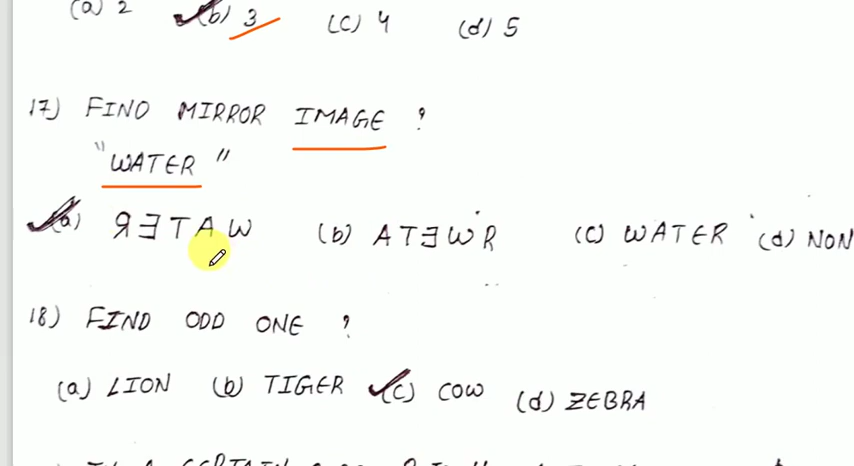 (a) 2 (b) 3 (c) 4 (d) 5
17) FIND MIRROR IMAGE ?
"WATER"
(a) ЯƎTAW (b) ATƎWR (c) WATER (d) NON
18) FIND ODD ONE ?
(a) LION (b) TIGER (c) COW (d) ZEBRA